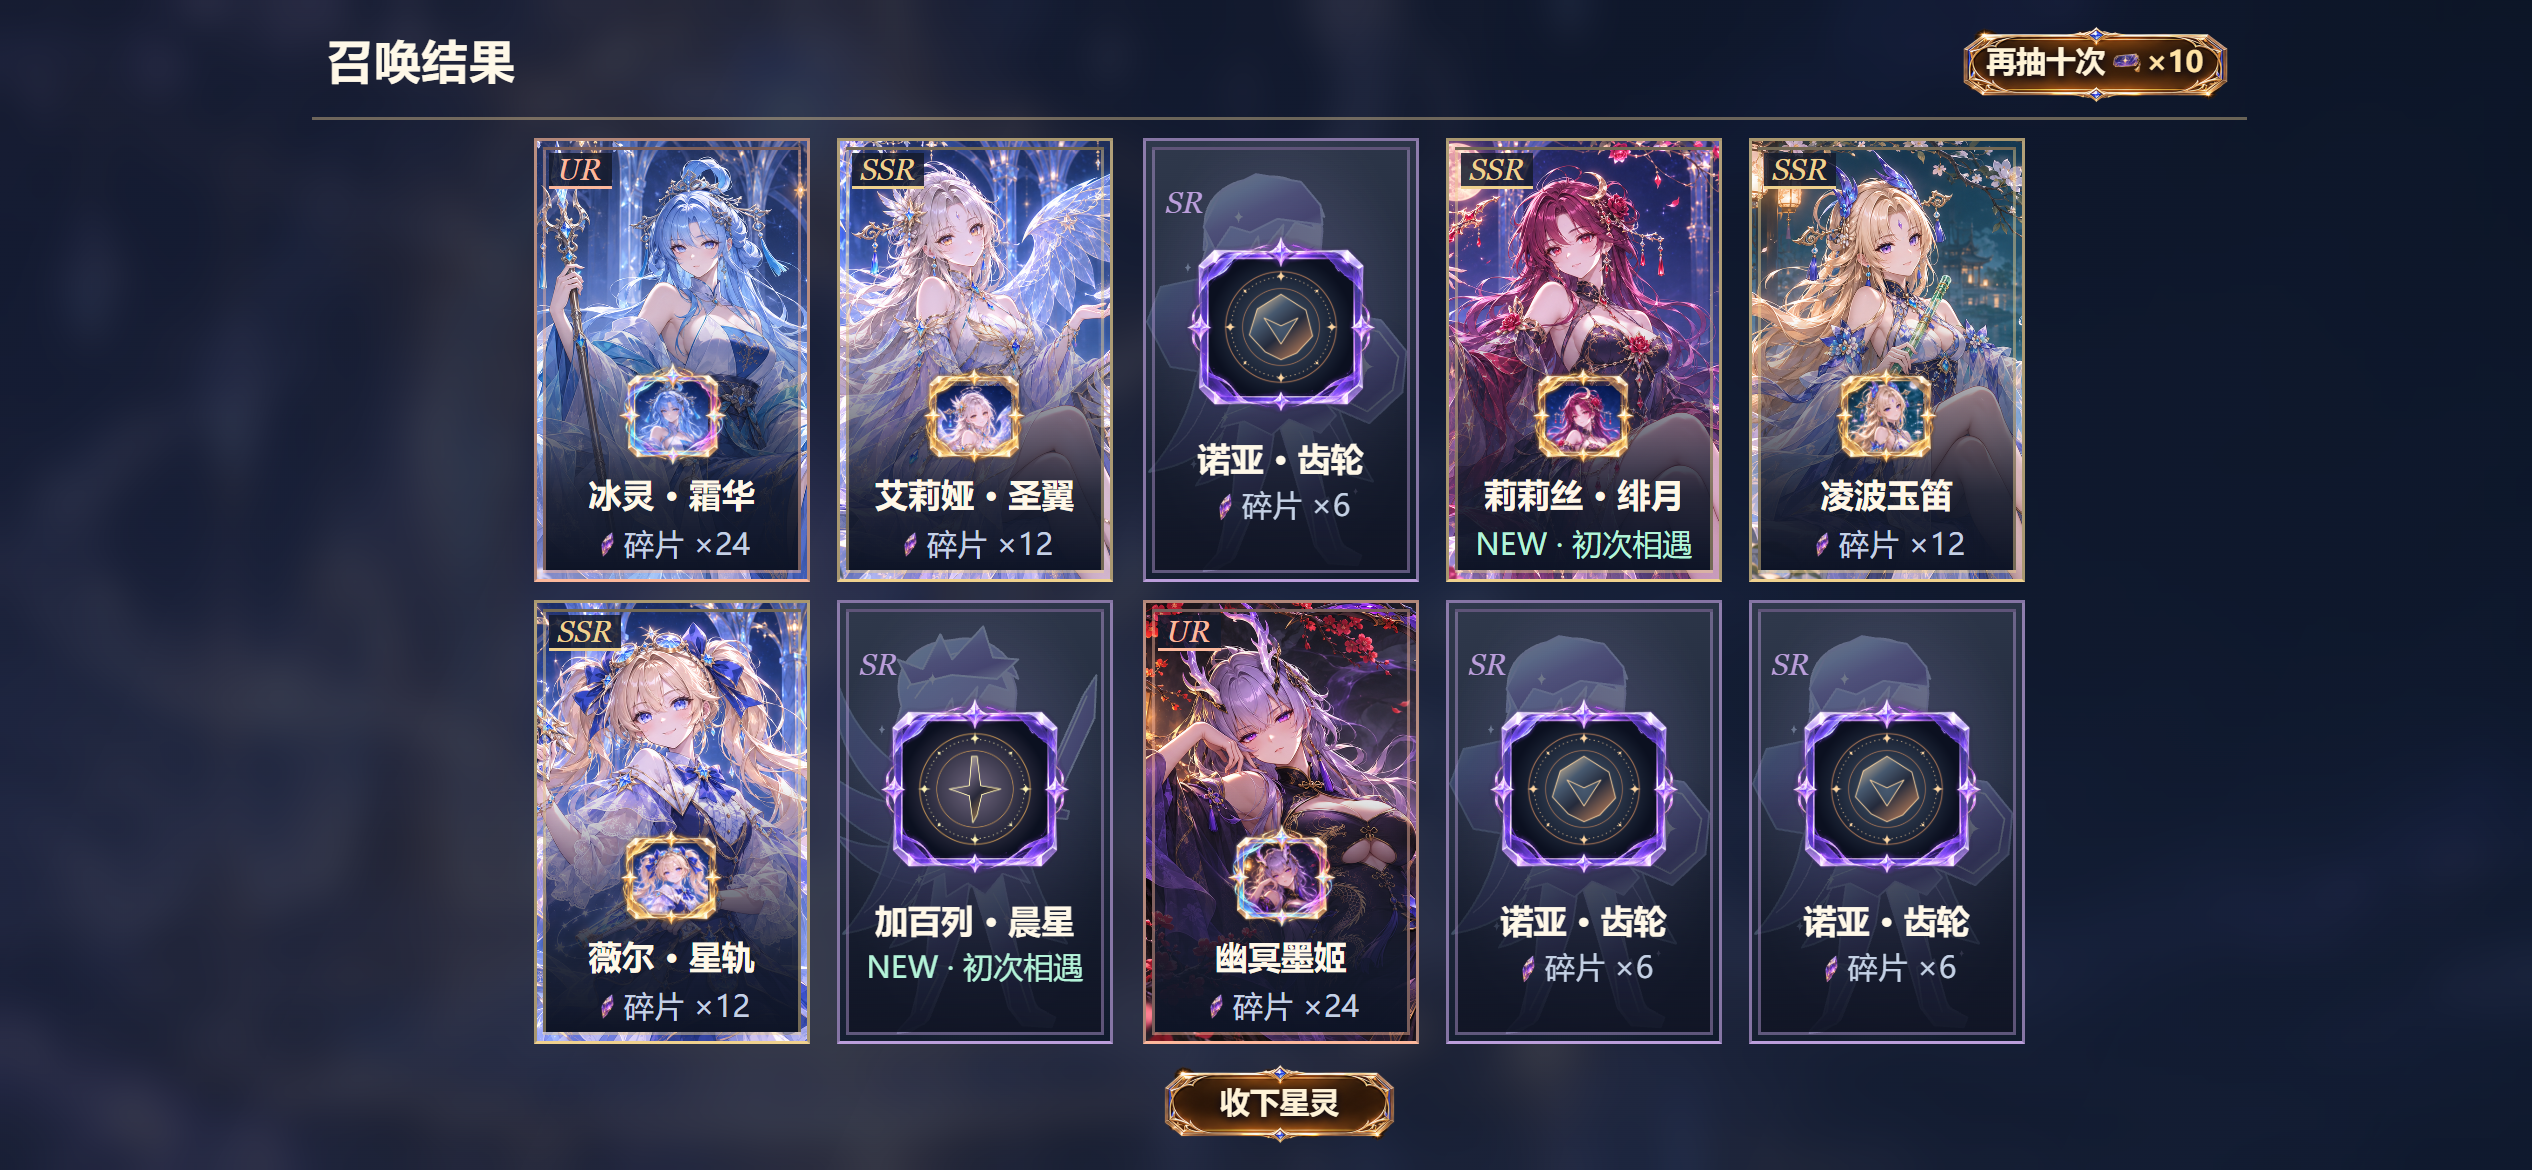 召唤结果
再抽十次 ×10
UR
冰灵·霜华
碎片 ×24
SSR
艾莉娅·圣翼
碎片 ×12
SR
诺亚·齿轮
碎片 ×6
SSR
莉莉丝·绯月
NEW · 初次相遇
SSR
凌波玉笛
碎片 ×12
SSR
薇尔·星轨
碎片 ×12
SR
加百列·晨星
NEW · 初次相遇
UR
幽冥墨姬
碎片 ×24
SR
诺亚·齿轮
碎片 ×6
SR
诺亚·齿轮
碎片 ×6
收下星灵